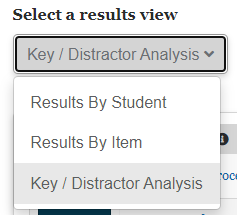 Select a results view
Key / Distractor Analysis
Results By Student
Results By Item
Key / Distractor Analysis